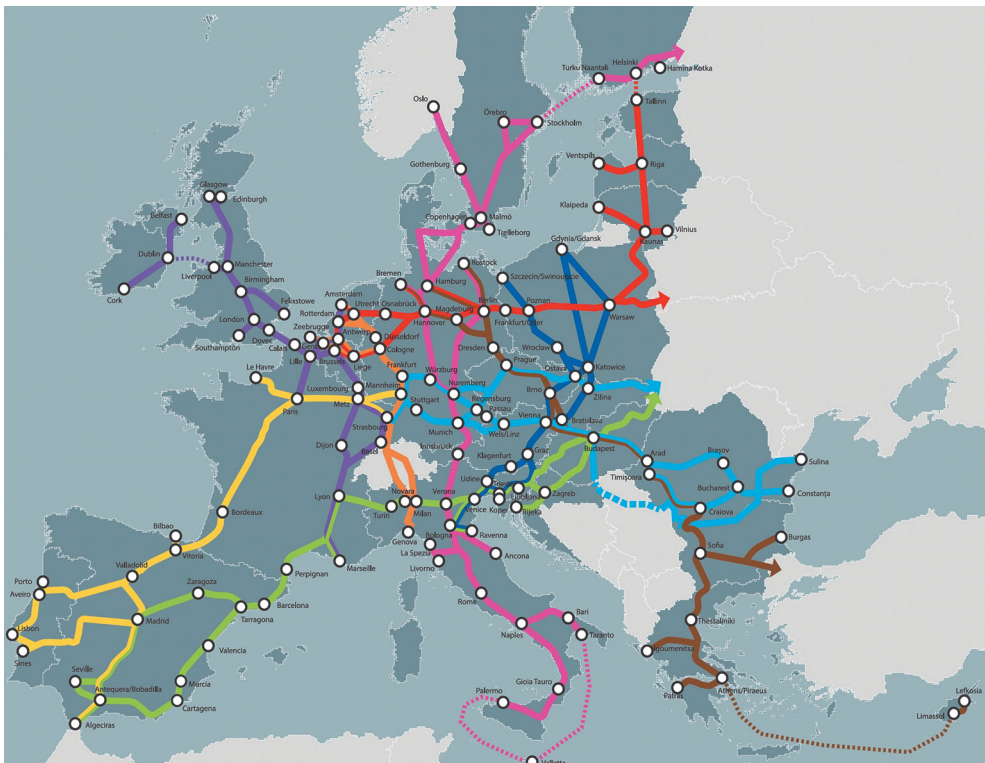 Turku Naantali
Helsinki
Hamina Kotka
Tallinn
Oslo
Örebro
Stockholm
Ventspils
Riga
Gothenburg
Klaipeda
Kaunas
Vilnius
Copenhagen
Malmö
Trelleborg
Glasgow
Edinburgh
Belfast
Dublin
Liverpool
Manchester
Birmingham
Cork
Felixstowe
London
Southampton
Dover
Calais
Gdynia/Gdansk
Rostock
Szczecin/Swinoujscie
Bremen
Hamburg
Amsterdam
Utrecht
Osnabrück
Rotterdam
Hannover
Magdeburg
Berlin
Frankfurt/Oder
Poznan
Warsaw
Zeebrugge
Antwerp
Düsseldorf
Cologne
Lille
Brussels
Liege
Dresden
Wroclaw
Katowice
Le Havre
Frankfurt
Würzburg
Prague
Ostava
Zilina
Luxembourg
Mannheim
Nuremberg
Brno
Paris
Metz
Stuttgart
Regensburg
Passau
Strasbourg
Munich
Wels/Linz
Vienna
Bratislava
Dijon
Basel
Innsbruck
Klagenfurt
Graz
Budapest
Arad
Braşov
Sulina
Timişoara
Udine
Ljubljana
Zagreb
Bucharest
Constanţa
Lyon
Novara
Milan
Turin
Verona
Venice
Koper
Rijeka
Craiova
Bordeaux
Genova
Bologna
Ravenna
La Spezia
Livorno
Ancona
Sofia
Burgas
Bilbao
Vitoria
Marseille
Perpignan
Porto
Aveiro
Valladolid
Zaragoza
Barcelona
Tarragona
Madrid
Rome
Bari
Naples
Taranto
Thessaliniki
Igoumenitsa
Lisbon
Sines
Valencia
Seville
Murcia
Antequera/Bobadilla
Cartagena
Algeciras
Gioia Tauro
Palermo
Valletta
Patras
Athens/Piraeus
Lefkosia
Limassol